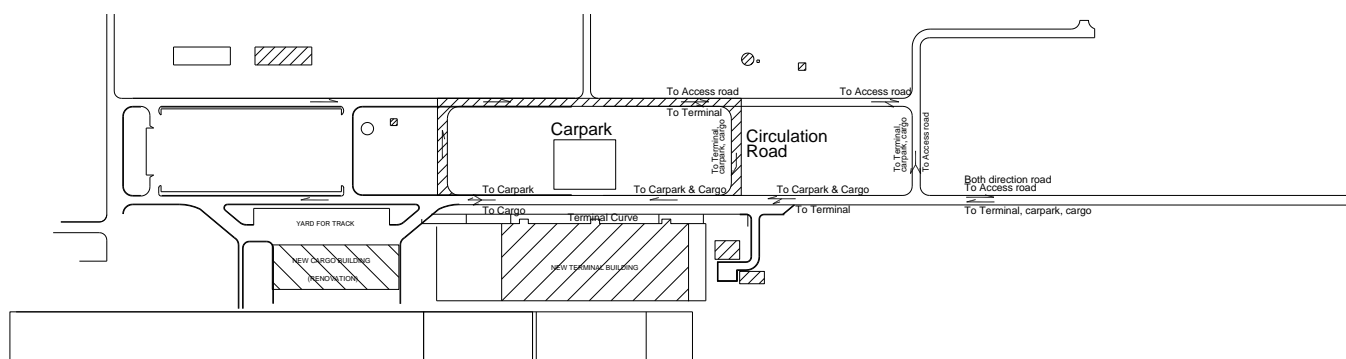 To Access road
To Access road
To Terminal
Carpark
Circulation
Road
To Terminal,
carpark, cargo
To Terminal,
carpark, cargo
To Access road
Both direction road
To Carpark
To Carpark & Cargo
To Carpark & Cargo
To Access road
To Cargo
To Terminal
To Terminal, carpark, cargo
Terminal Curve
YARD FOR TRACK
NEW CARGO BUILDING
(RENOVATION)
NEW TERMINAL BUILDING